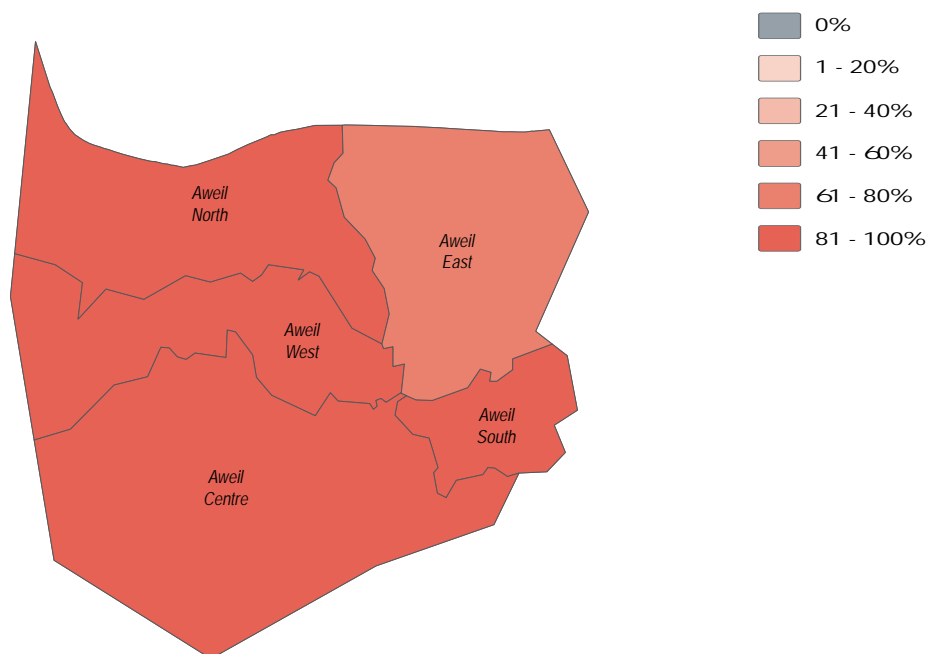 0%
1 - 20%
21 - 40%
41 - 60%
61 - 80%
81 - 100%
Aweil
North
Aweil
East
Aweil
West
Aweil
South
Aweil
Centre